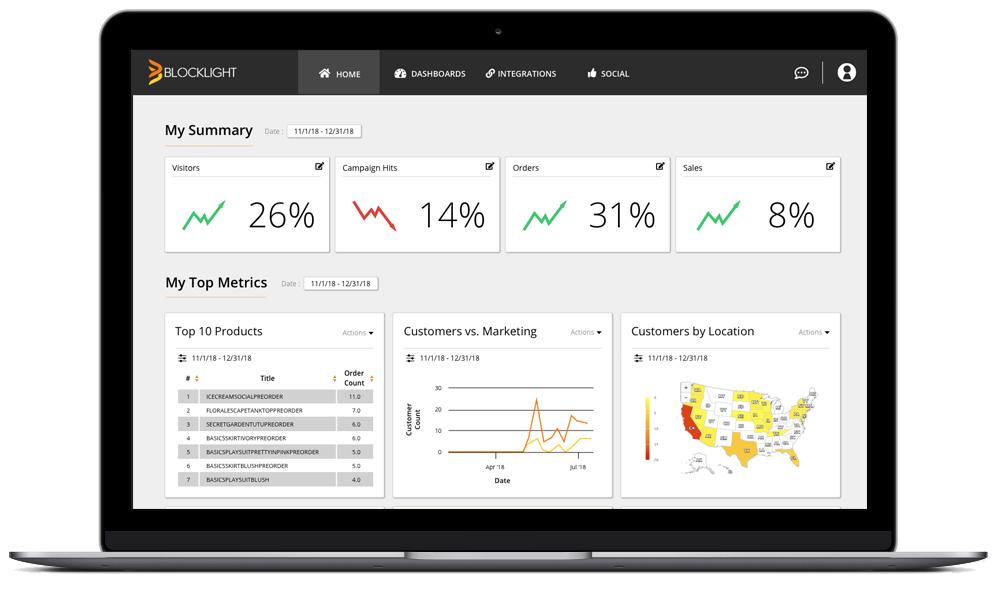 BLOCKLIGHT
HOME
DASHBOARDS
INTEGRATIONS
SOCIAL
My Summary
Date : 11/1/18 - 12/31/18
Visitors
26%
Campaign Hits
14%
Orders
31%
Sales
8%
My Top Metrics
Date : 11/1/18 - 12/31/18
Top 10 Products
Actions
11/1/18 - 12/31/18
# Title Order Count
1 ICECREAMSOCIALPREORDER 11.0
2 FLORALESCAPETANKTOPPREORDER 7.0
3 SECRETGARDENTUTUPREORDER 6.0
4 BASICSSKIRTIVORYPREORDER 6.0
5 BASICSPLAYSUITPRETTYINPINKPREORDER 5.0
6 BASICSSKIRTBLUSHPREORDER 5.0
7 BASICSPLAYSUITBLUSH 4.0
Customers vs. Marketing
Actions
11/1/18 - 12/31/18
Customer
Count
30
20
10
0
Apr '18
Jul '18
Date
Customers by Location
Actions
11/1/18 - 12/31/18